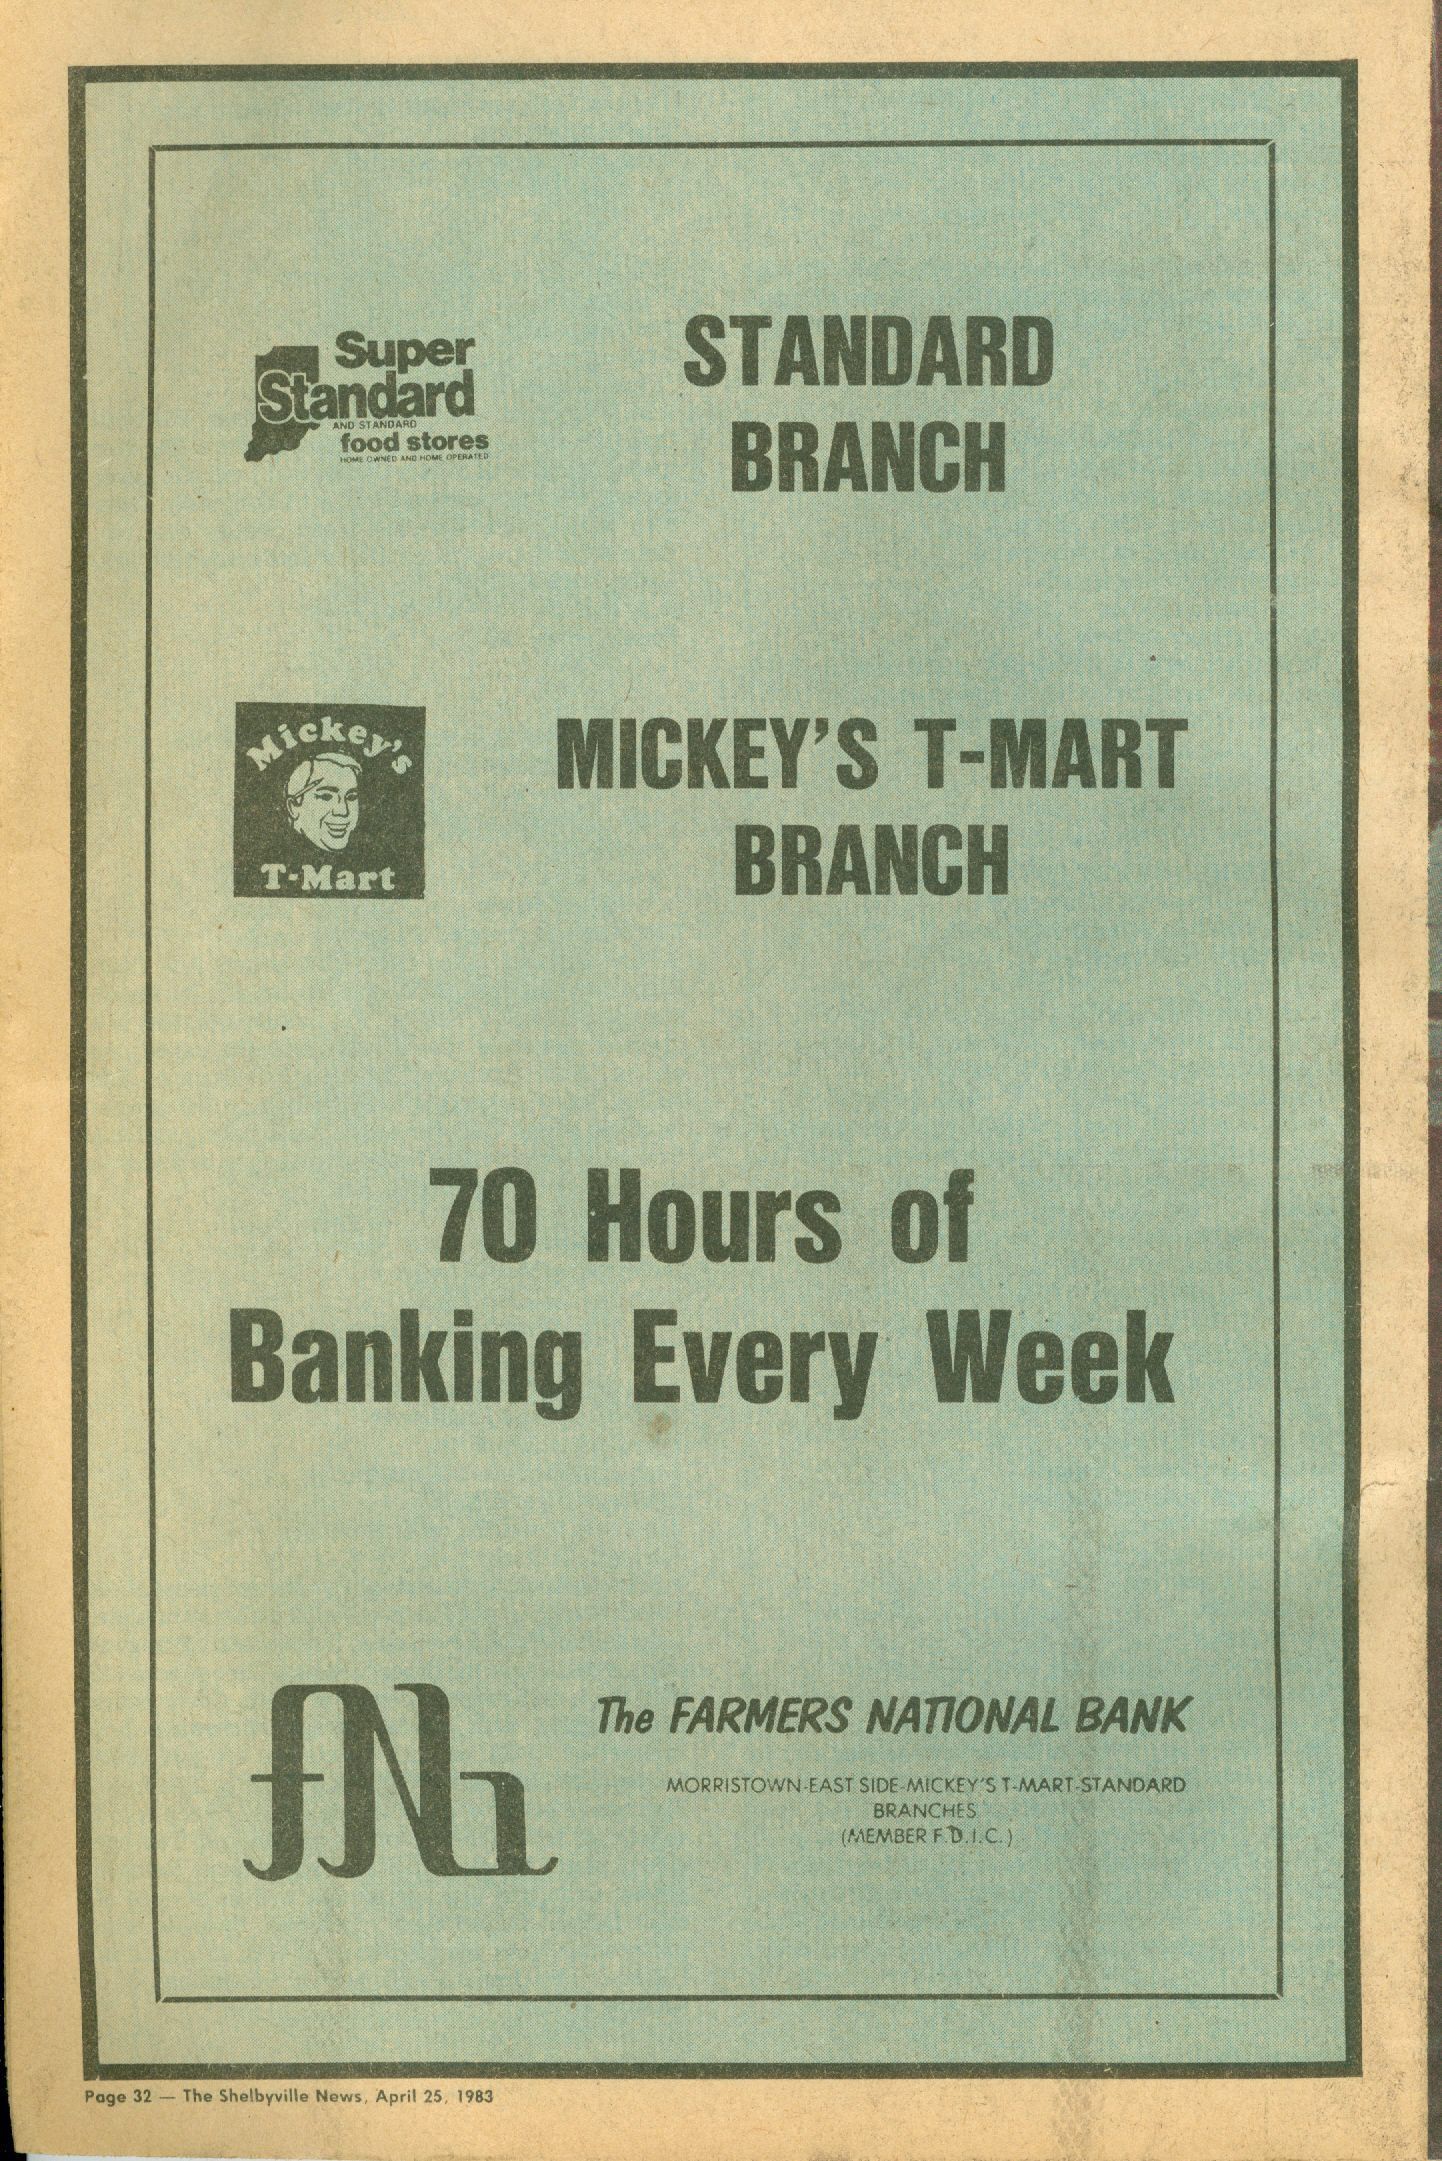 Super
Standard
AND STANDARD
food stores
HOME OWNED AND HOME OPERATED
STANDARD
BRANCH
Mickey's
T-Mart
MICKEY'S T-MART
BRANCH
70 Hours of
Banking Every Week
fNb
The FARMERS NATIONAL BANK
MORRISTOWN-EAST SIDE-MICKEY'S T-MART-STANDARD
BRANCHES
(MEMBER F.D.I.C.)
Page 32 — The Shelbyville News, April 25, 1983